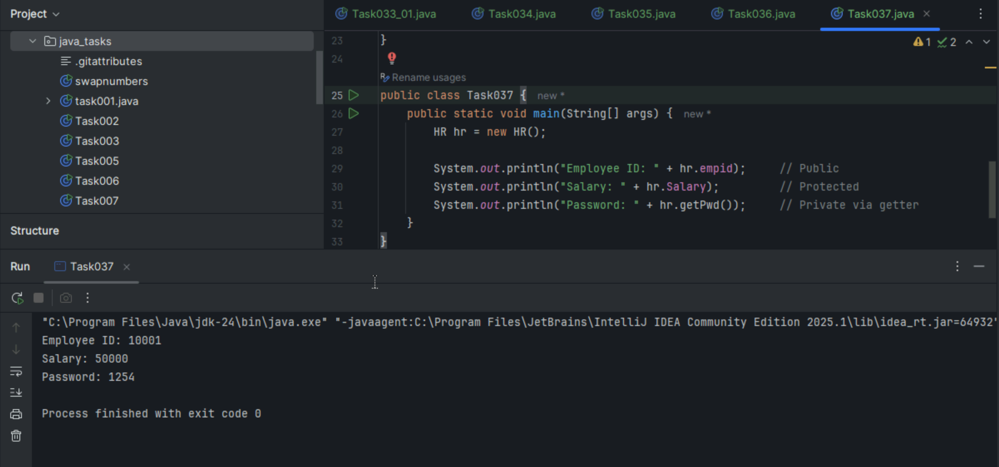 Project
java_tasks
.gitattributes
swapnumbers
task001.java
Task002
Task003
Task005
Task006
Task007
Structure
Task033_01.java
Task034.java
Task035.java
Task036.java
Task037.java
1
2
23 }
24
Rename usages
25 public class Task037 { new *
26 public static void main(String[] args) { new *
27 HR hr = new HR();
28
29 System.out.println("Employee ID: " + hr.empid); // Public
30 System.out.println("Salary: " + hr.Salary); // Protected
31 System.out.println("Password: " + hr.getPwd()); // Private via getter
32 }
33 }
Run
Task037
"C:\Program Files\Java\jdk-24\bin\java.exe" "-javaagent:C:\Program Files\JetBrains\IntelliJ IDEA Community Edition 2025.1\lib\idea_rt.jar=64932"
Employee ID: 10001
Salary: 50000
Password: 1254
Process finished with exit code 0